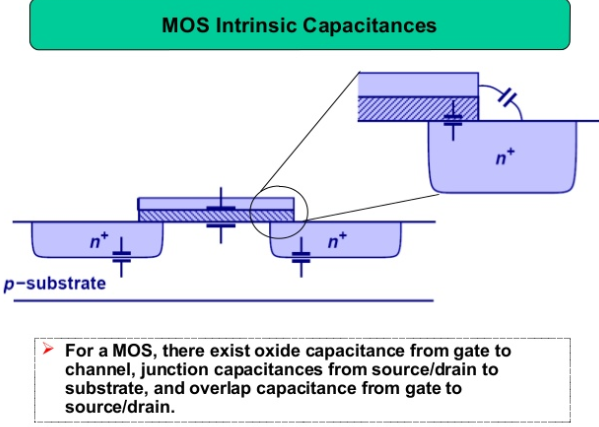 MOS Intrinsic Capacitances
n+
n+
n+
p–substrate
For a MOS, there exist oxide capacitance from gate to
channel, junction capacitances from source/drain to
substrate, and overlap capacitance from gate to
source/drain.